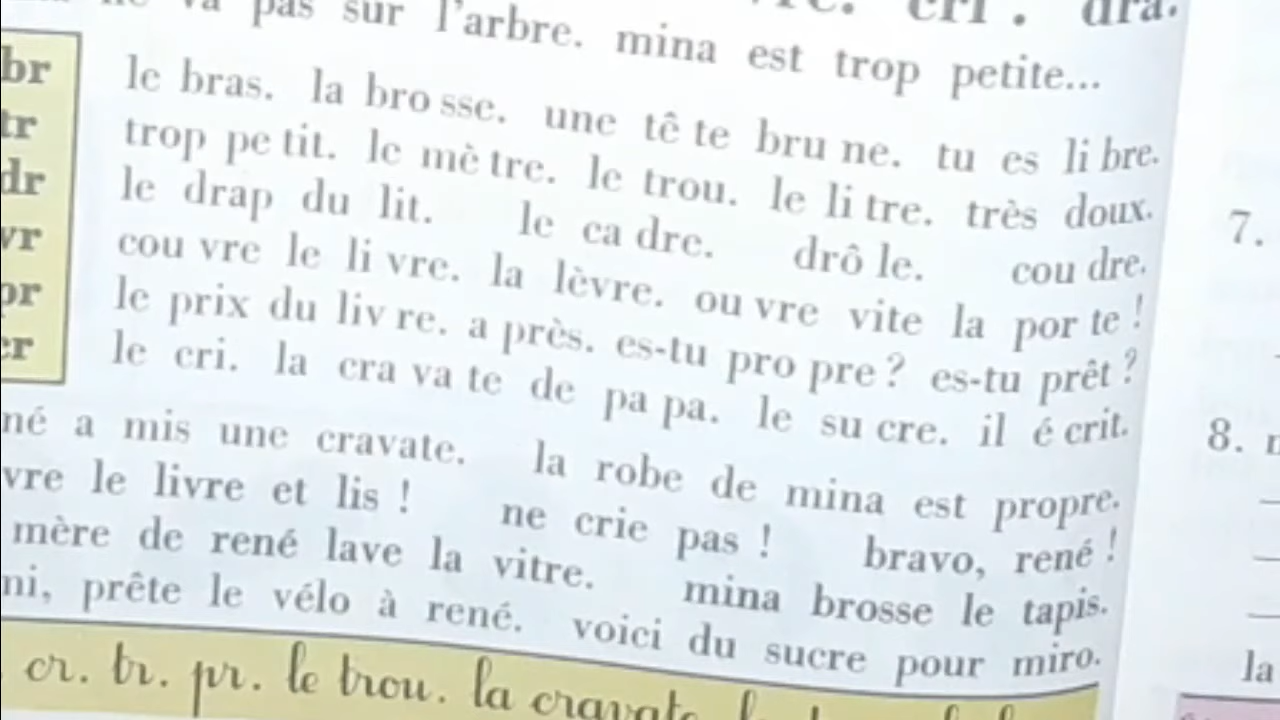 va pas sur l'arbre. mina est trop petite...
cri. dra.
br
tr
dr
vr
pr
cr
le bras. la bro sse. une tê te bru ne. tu es li bre.
trop pe tit. le mè tre. le trou. le li tre. très doux.
le drap du lit. le ca dre. drô le. cou dre.
cou vre le li vre. la lèvre. ou vre vite la por te !
le prix du liv re. a près. es-tu pro pre ? es-tu prêt ?
le cri. la cra va te de pa pa. le su cre. il é crit.
né a mis une cravate. la robe de mina est propre.
vre le livre et lis ! ne crie pas ! bravo, rené !
mère de rené lave la vitre. mina brosse le tapis.
ni, prête le vélo à rené. voici du sucre pour miro.
cr. tr. pr. le trou. la cravate
7.
8.
la